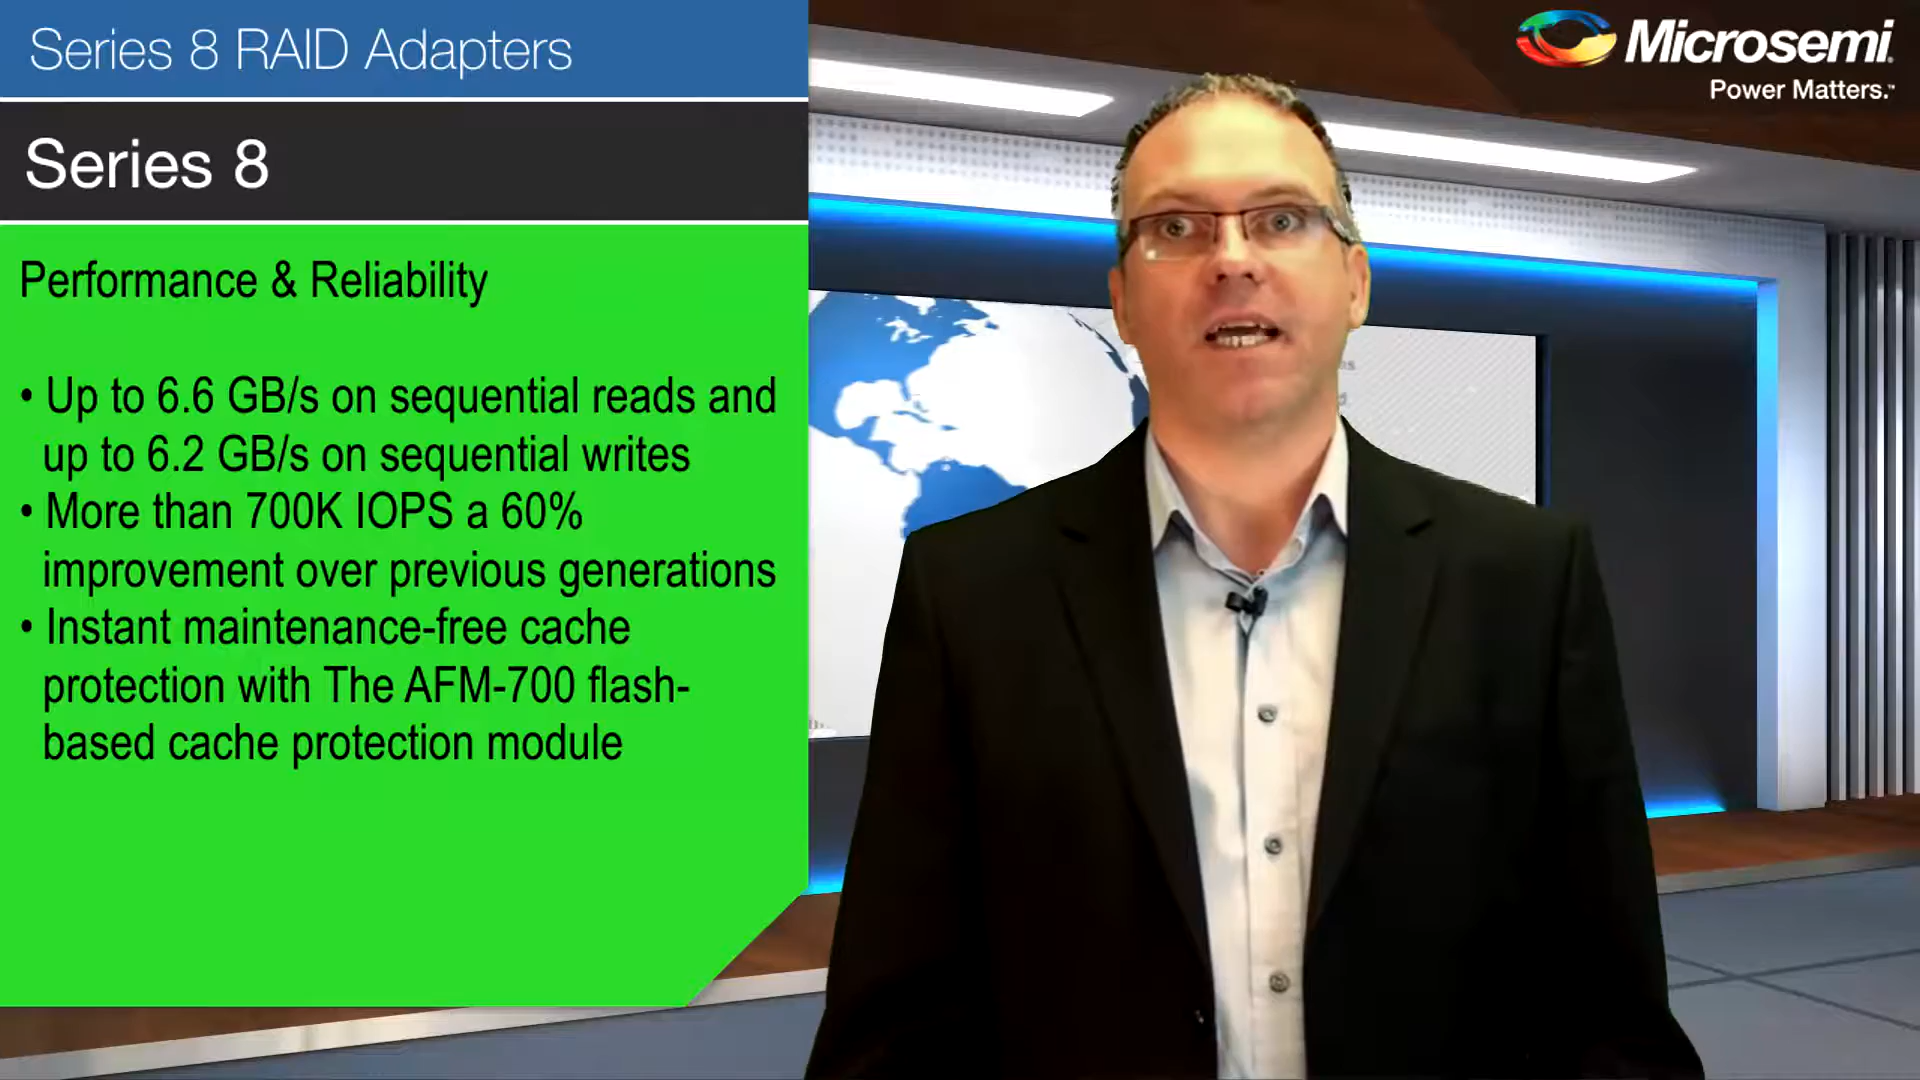 Series 8 RAID Adapters
Microsemi.
Power Matters.™
Series 8
Performance & Reliability
• Up to 6.6 GB/s on sequential reads and
up to 6.2 GB/s on sequential writes
• More than 700K IOPS a 60%
improvement over previous generations
• Instant maintenance-free cache
protection with The AFM-700 flash-
based cache protection module